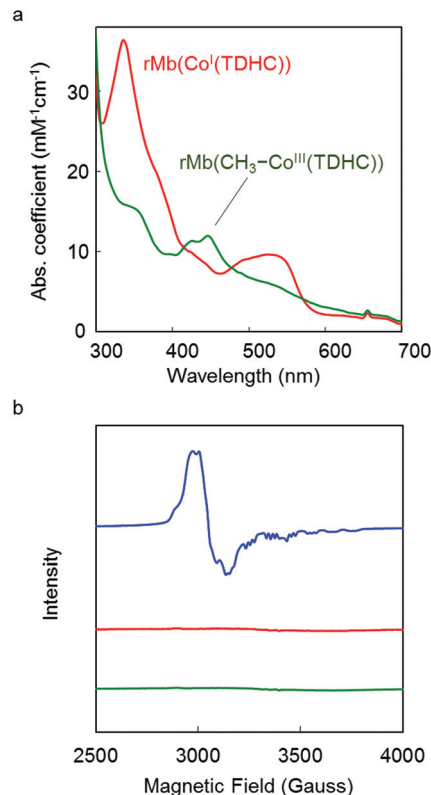 a
rMb(Coᴵ(TDHC))
rMb(CH₃−Coᴵᴵᴵ(TDHC))
Abs. coefficient (mM⁻¹cm⁻¹)
30
20
10
0
300 400 500 600 700
Wavelength (nm)
b
Intensity
2500 3000 3500 4000
Magnetic Field (Gauss)